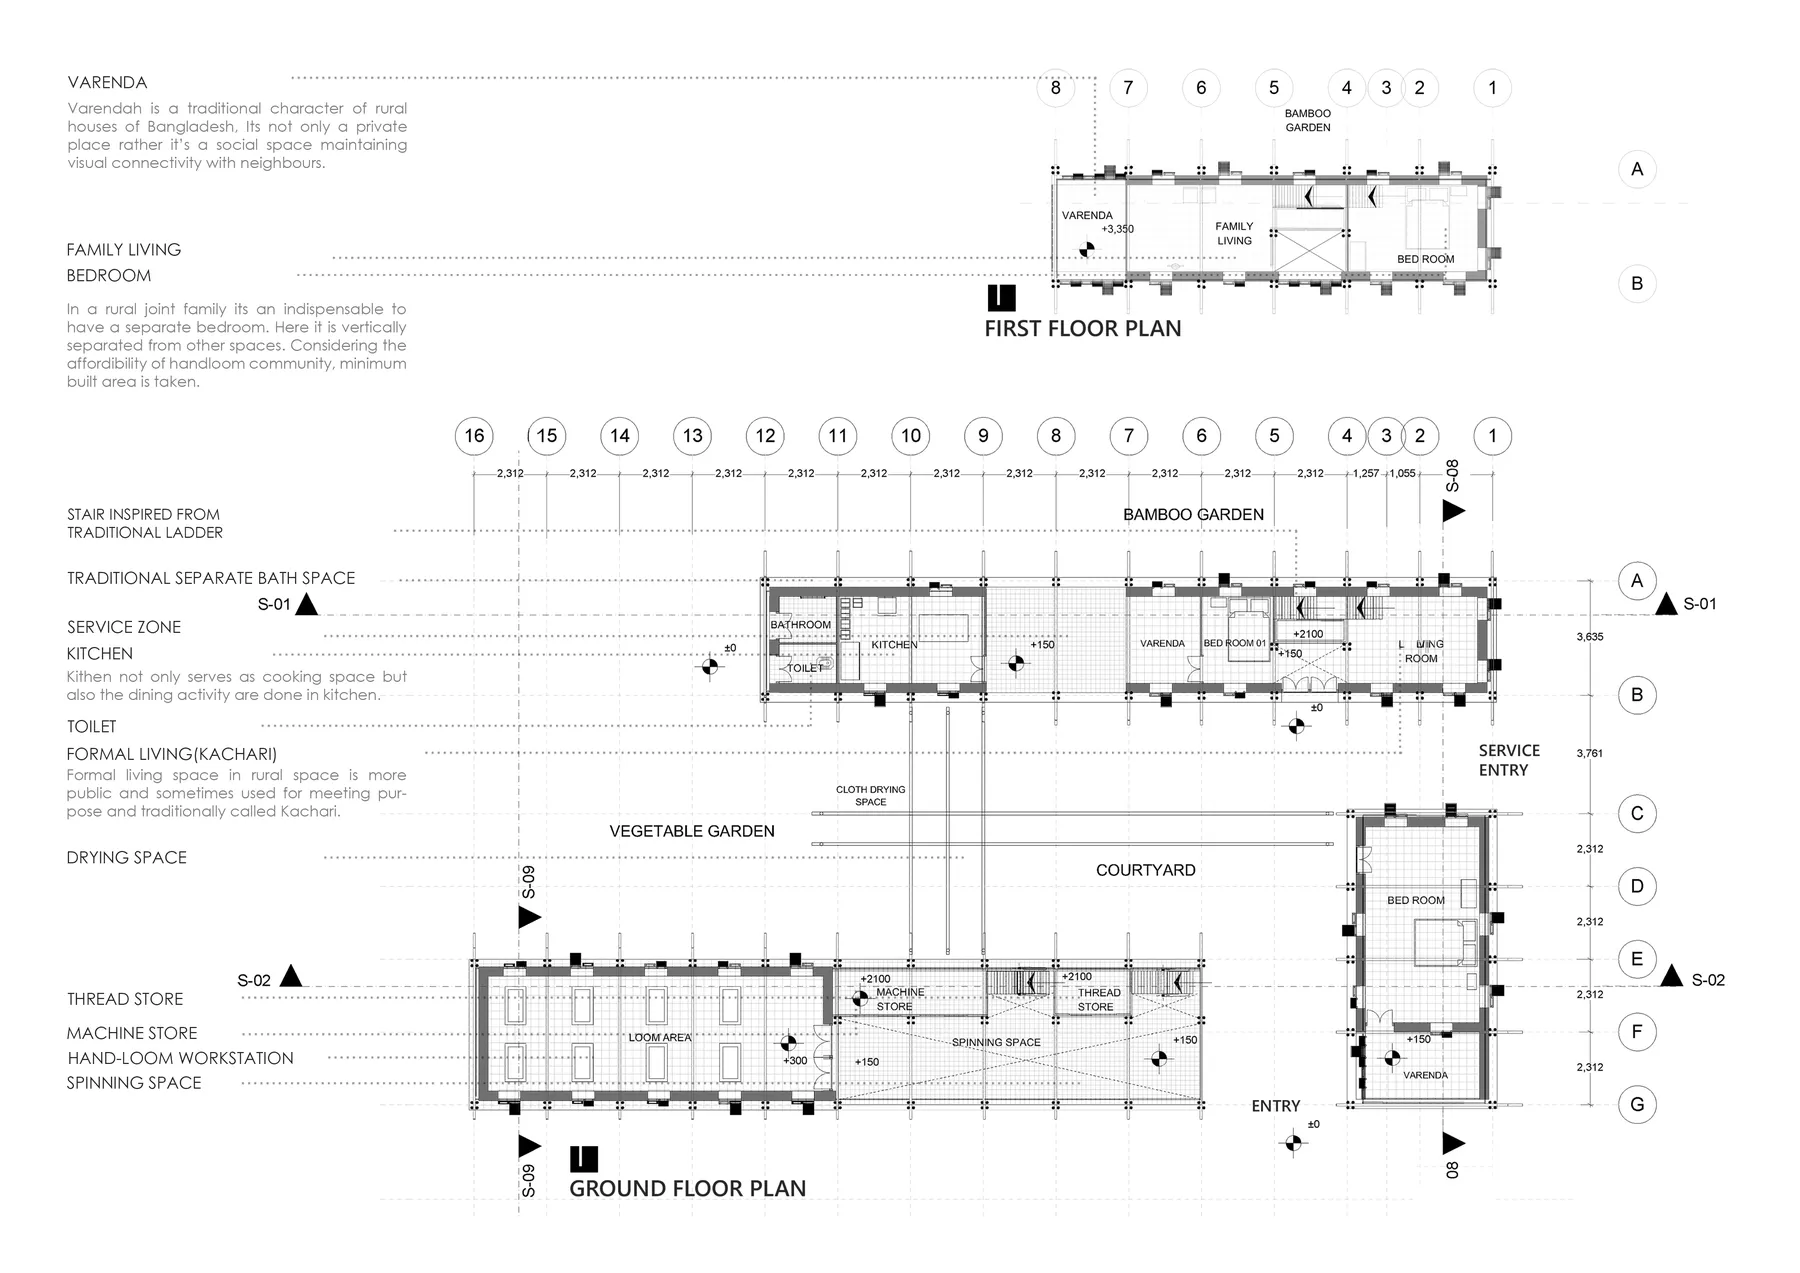 VARENDA
Varendah is a traditional character of rural
houses of Bangladesh, Its not only a private
place rather it's a social space maintaining
visual connectivity with neighbours.
FAMILY LIVING
BEDROOM
In a rural joint family its an indispensable to
have a separate bedroom. Here it is vertically
separated from other spaces. Considering the
affordibility of handloom community, minimum
built area is taken.
8 7 6 5 4 3 2 1
BAMBOO
GARDEN
A
VARENDA
+3,350
FAMILY
LIVING
BED ROOM
B
FIRST FLOOR PLAN
16 15 14 13 12 11 10 9 8 7 6 5 4 3 2 1
2,312 2,312 2,312 2,312 2,312 2,312 2,312 2,312 2,312 2,312 2,312 2,312 1,257 1,055
S-08
STAIR INSPIRED FROM
TRADITIONAL LADDER
BAMBOO GARDEN
TRADITIONAL SEPARATE BATH SPACE
A
S-01
S-01
SERVICE ZONE
KITCHEN
Kithen not only serves as cooking space but
also the dining activity are done in kitchen.
BATHROOM
TOILET
KITCHEN
±0
+150
VARENDA
BED ROOM 01
+2100
+150
L IVING
ROOM
3,635
B
±0
TOILET
FORMAL LIVING(KACHARI)
Formal living space in rural space is more
public and sometimes used for meeting pur-
pose and traditionally called Kachari.
SERVICE
ENTRY
3,761
CLOTH DRYING
SPACE
C
VEGETABLE GARDEN
DRYING SPACE
COURTYARD
2,312
S-09
D
BED ROOM
2,312
E
S-02
S-02
THREAD STORE
MACHINE STORE
HAND-LOOM WORKSTATION
SPINNING SPACE
LOOM AREA
+300
+2100
MACHINE
STORE
+2100
THREAD
STORE
SPINNING SPACE
+150
+150
2,312
F
+150
VARENDA
2,312
G
ENTRY
±0
S-09
08
GROUND FLOOR PLAN